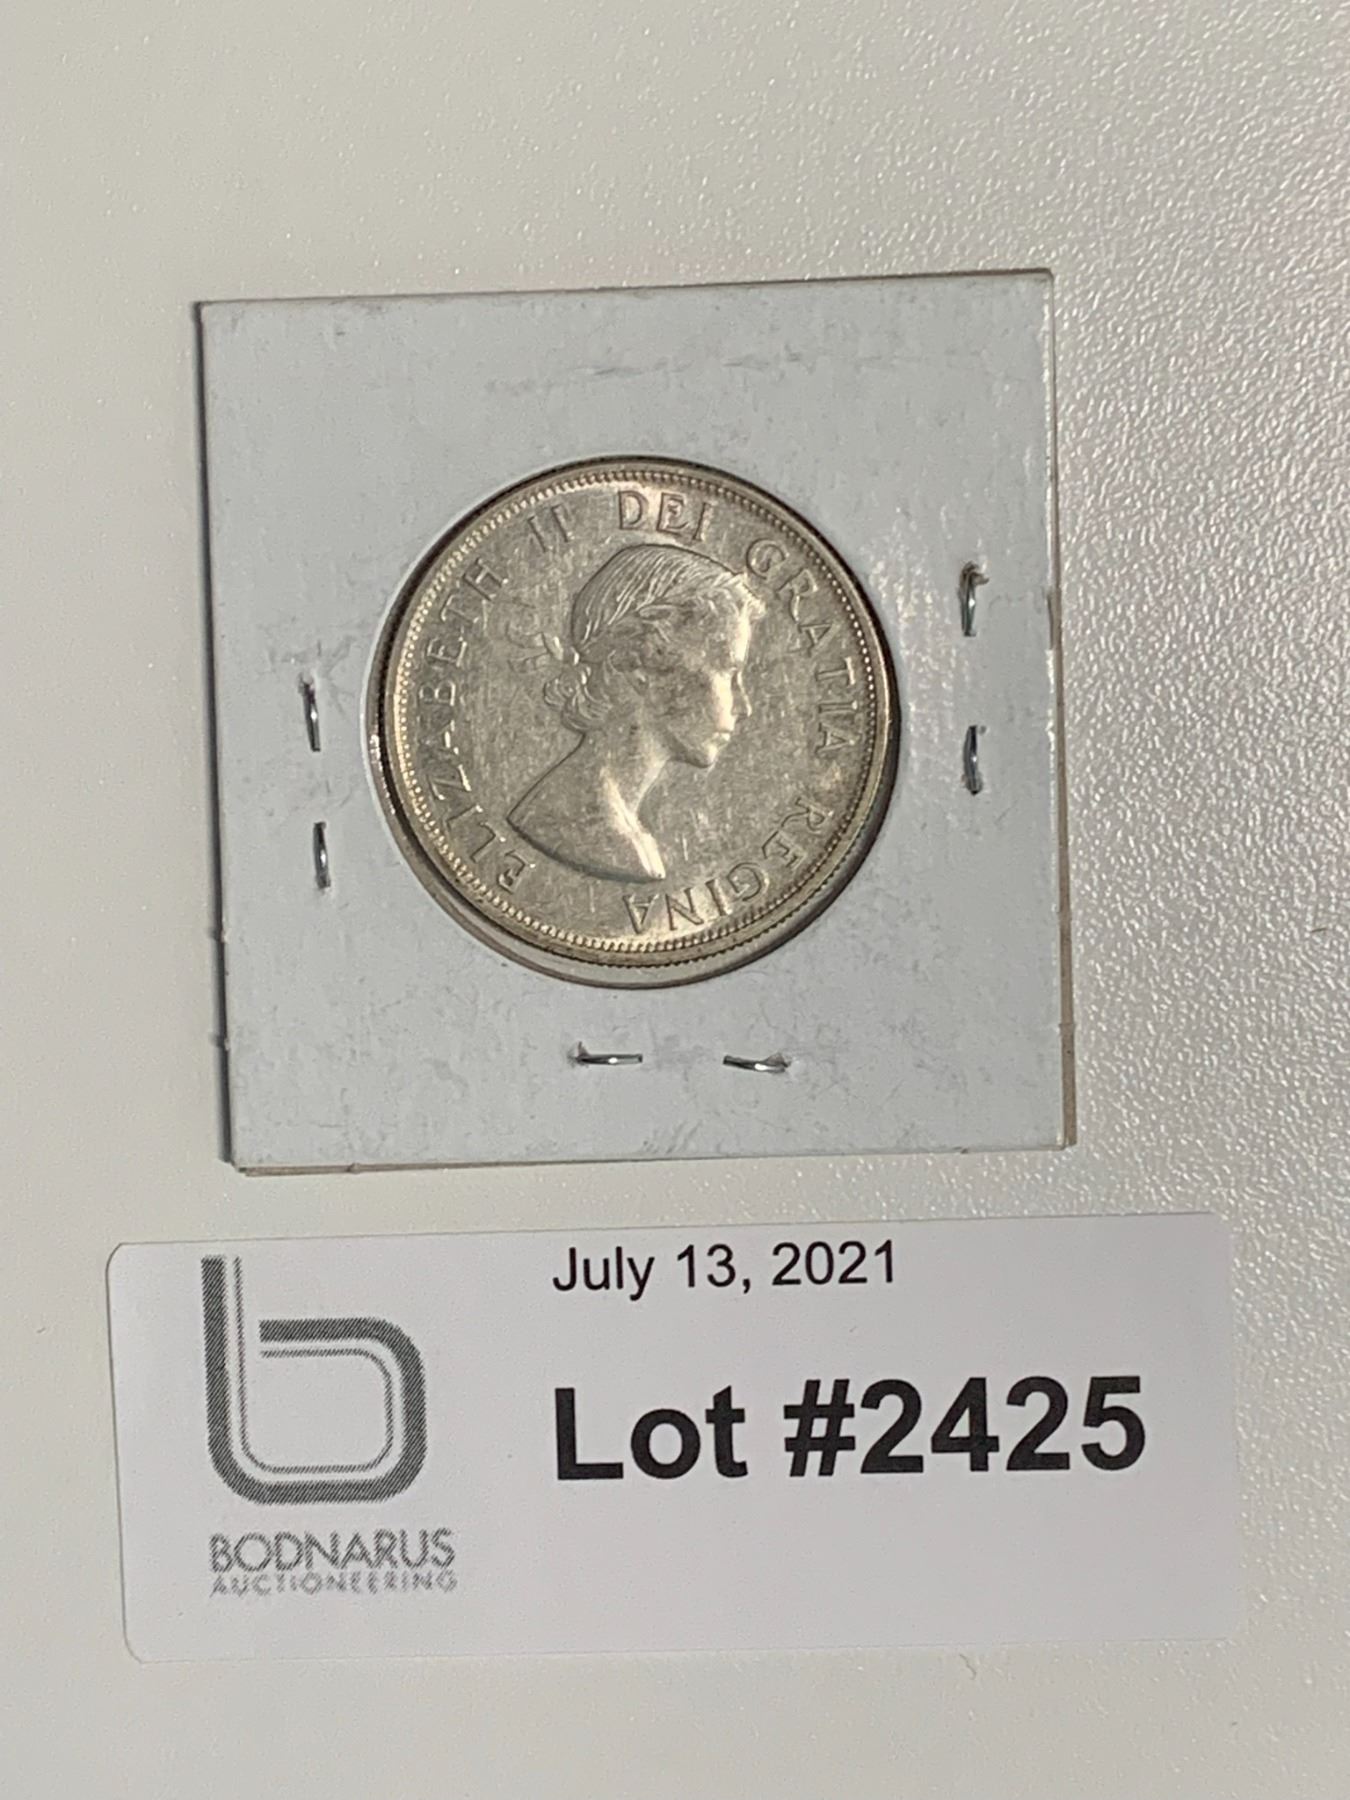 ELIZABETH II DEI GRATIA REGINA
July 13, 2021
Lot #2425
BODNARUS
AUCTIONEERING